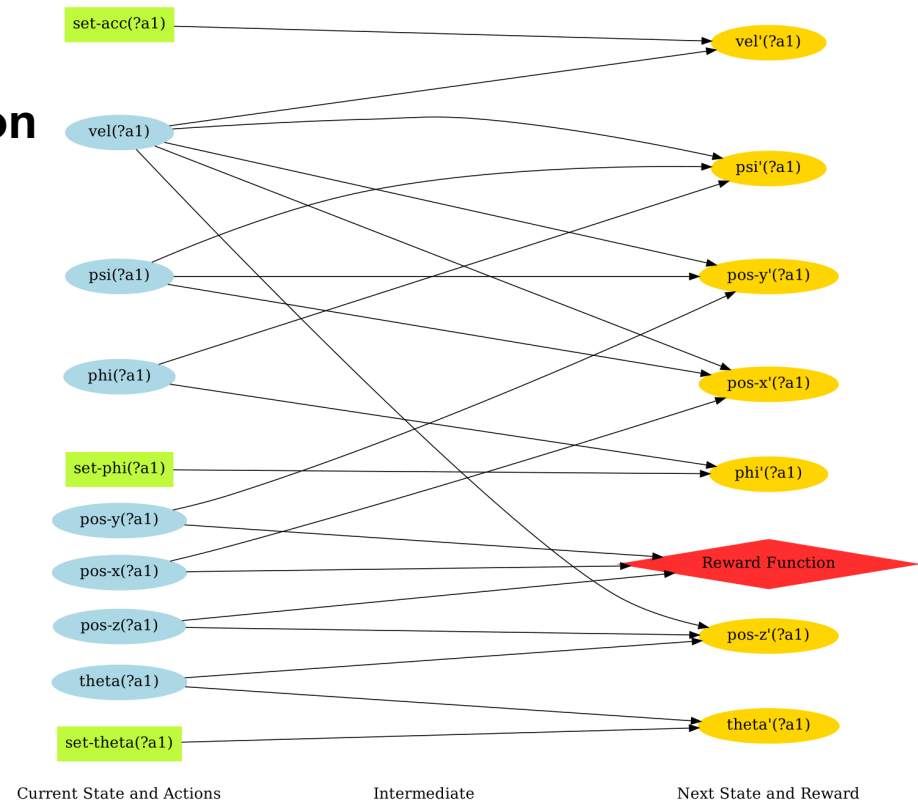 set-acc(?a1)
vel'(?a1)
on
vel(?a1)
psi'(?a1)
psi(?a1)
pos-y'(?a1)
phi(?a1)
pos-x'(?a1)
set-phi(?a1)
phi'(?a1)
pos-y(?a1)
Reward Function
pos-x(?a1)
pos-z(?a1)
pos-z'(?a1)
theta(?a1)
theta'(?a1)
set-theta(?a1)
Current State and Actions
Intermediate
Next State and Reward